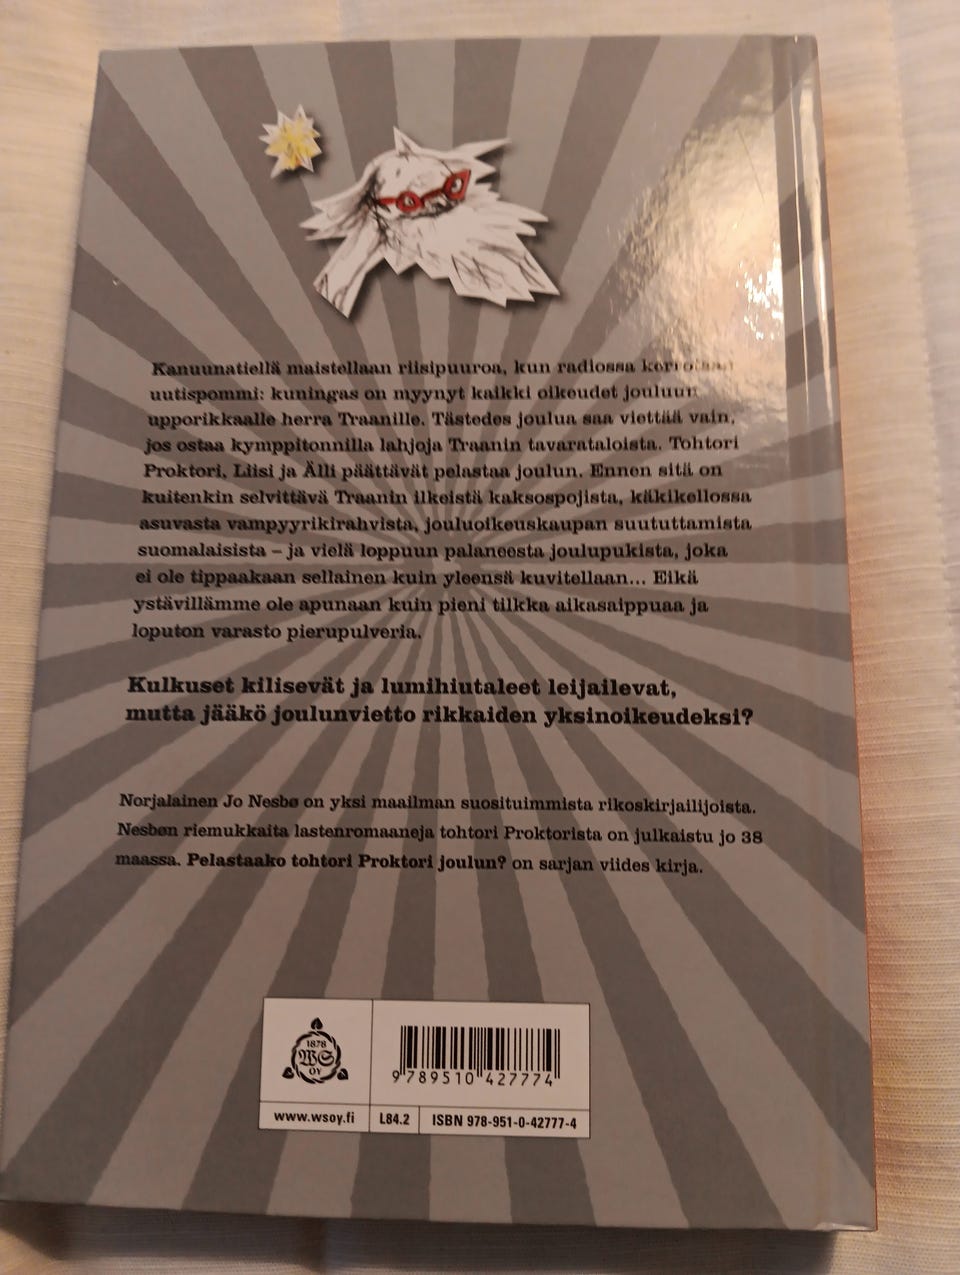 Kanuunatiellä maistellaan riisipuuroa, kun radiossa kerrotaan
uutispommi: kuningas on myynyt kaikki oikeudet jouluun
upporikkaalle herra Traanille. Tästedes joulua saa viettää vain,
jos ostaa kymppitonnilla lahjoja Traanin tavarataloista. Tohtori
Proktori, Liisi ja Älli päättävät pelastaa joulun. Ennen sitä on
kuitenkin selvittävä Traanin ilkeistä kaksospojista, käkikellossa
asuvasta vampyyrikirahvista, jouluoikeuskaupan suututtamista
suomalaisista – ja vielä loppuun palaneesta joulupukista, joka
ei ole tippaakaan sellainen kuin yleensä kuvitellaan... Eikä
ystävillämme ole apunaan kuin pieni tilkka aikasaippuaa ja
loputon varasto pierupulveria.
Kulkuset kilisevät ja lumihiutaleet leijailevat,
mutta jääkö joulunvietto rikkaiden yksinoikeudeksi?
Norjalainen Jo Nesbø on yksi maailman suosituimmista rikoskirjailijoista.
Nesbøn riemukkaita lastenromaaneja tohtori Proktorista on julkaistu jo 38
maassa. Pelastaako tohtori Proktori joulun? on sarjan viides kirja.
1878
WS
OY
9 789510 427774
www.wsoy.fi
L84.2
ISBN 978-951-0-42777-4